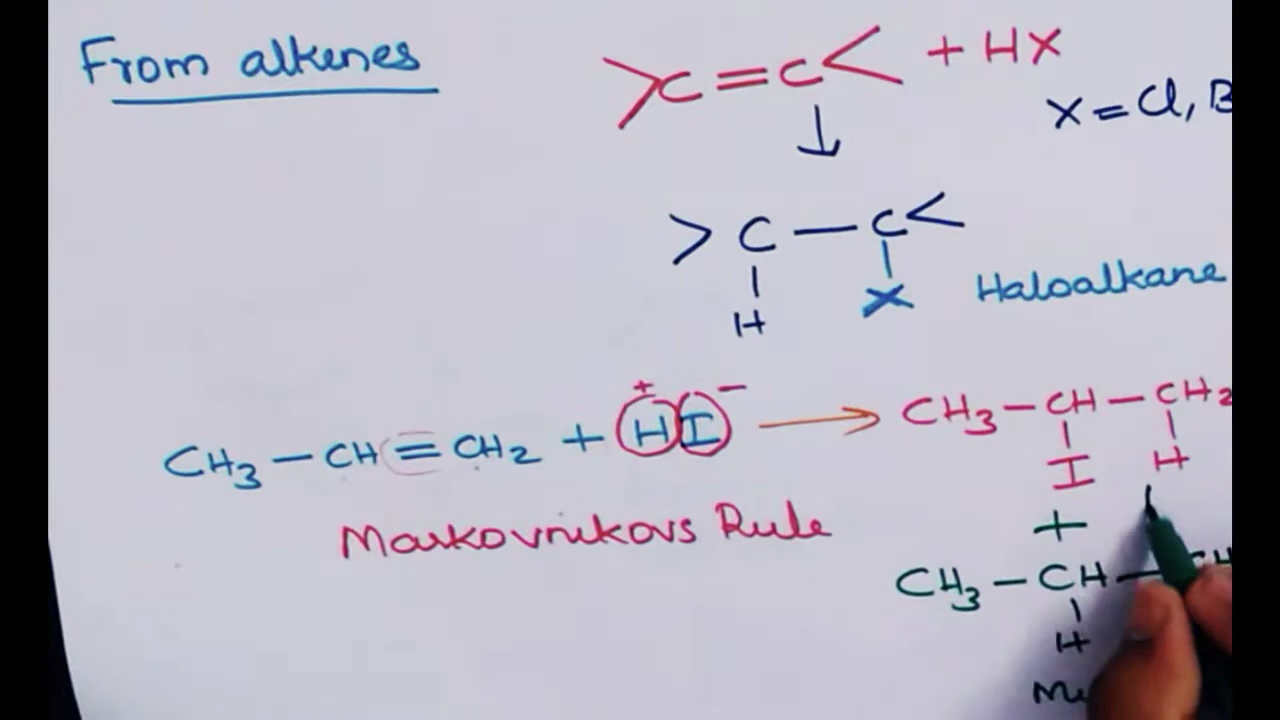 From alkenes
>C=C< + HX
X=Cl,
↓
>C—C<
H X Haloalkane
+ −
CH3—CH=CH2 + HI → CH3—CH—CH2
I H
Markovnikovs Rule
+
CH3—CH—
H